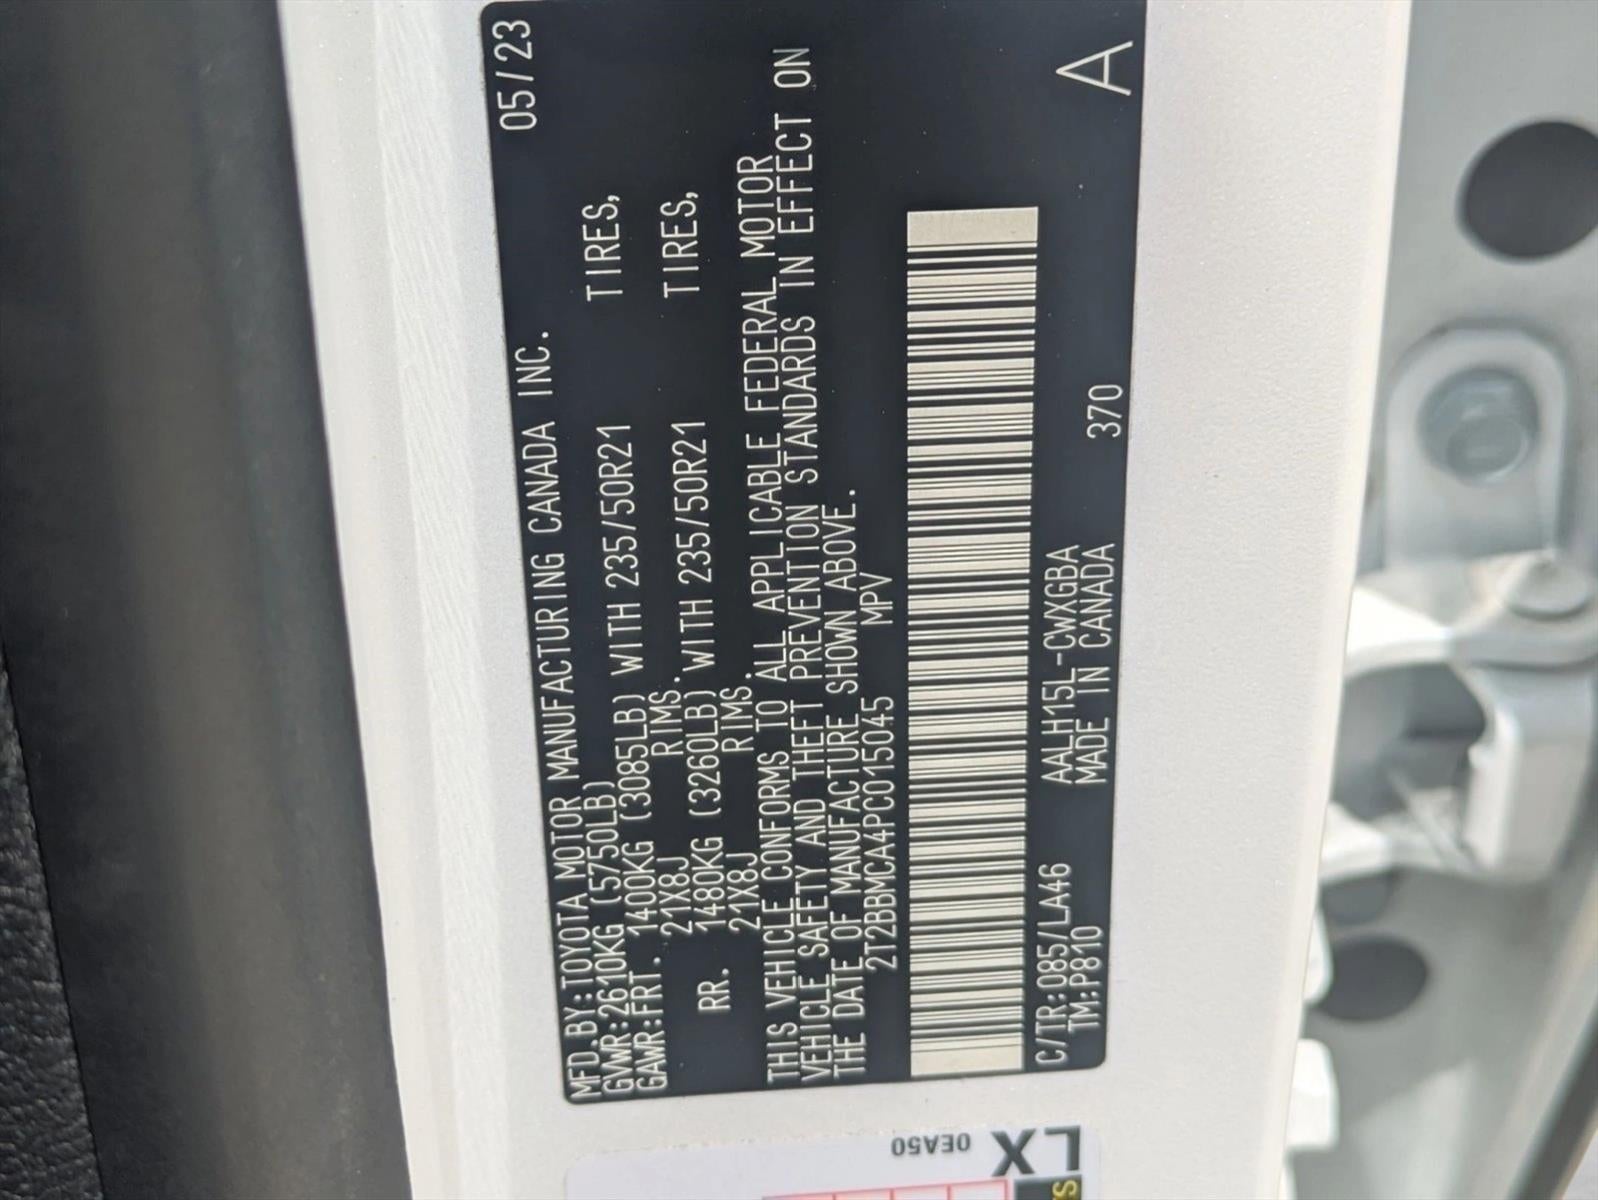 MFD.BY:TOYOTA MOTOR MANUFACTURING CANADA INC. 05/23
GVWR:2610KG (5750LB)
GAWR:FRT. 1400KG (3085LB) WITH 235/50R21 TIRES,
21X8J RIMS.
RR. 1480KG (3260LB) WITH 235/50R21 TIRES,
21X8J RIMS.
THIS VEHICLE CONFORMS TO ALL APPLICABLE FEDERAL MOTOR
VEHICLE SAFETY AND THEFT PREVENTION STANDARDS IN EFFECT ON
THE DATE OF MANUFACTURE SHOWN ABOVE.
2T2BBMCA4PC015045 MPV
C/TR:085/LA46 AALH15L-CWXGBA
TM:P810 MADE IN CANADA 370 A
0EA50
LX